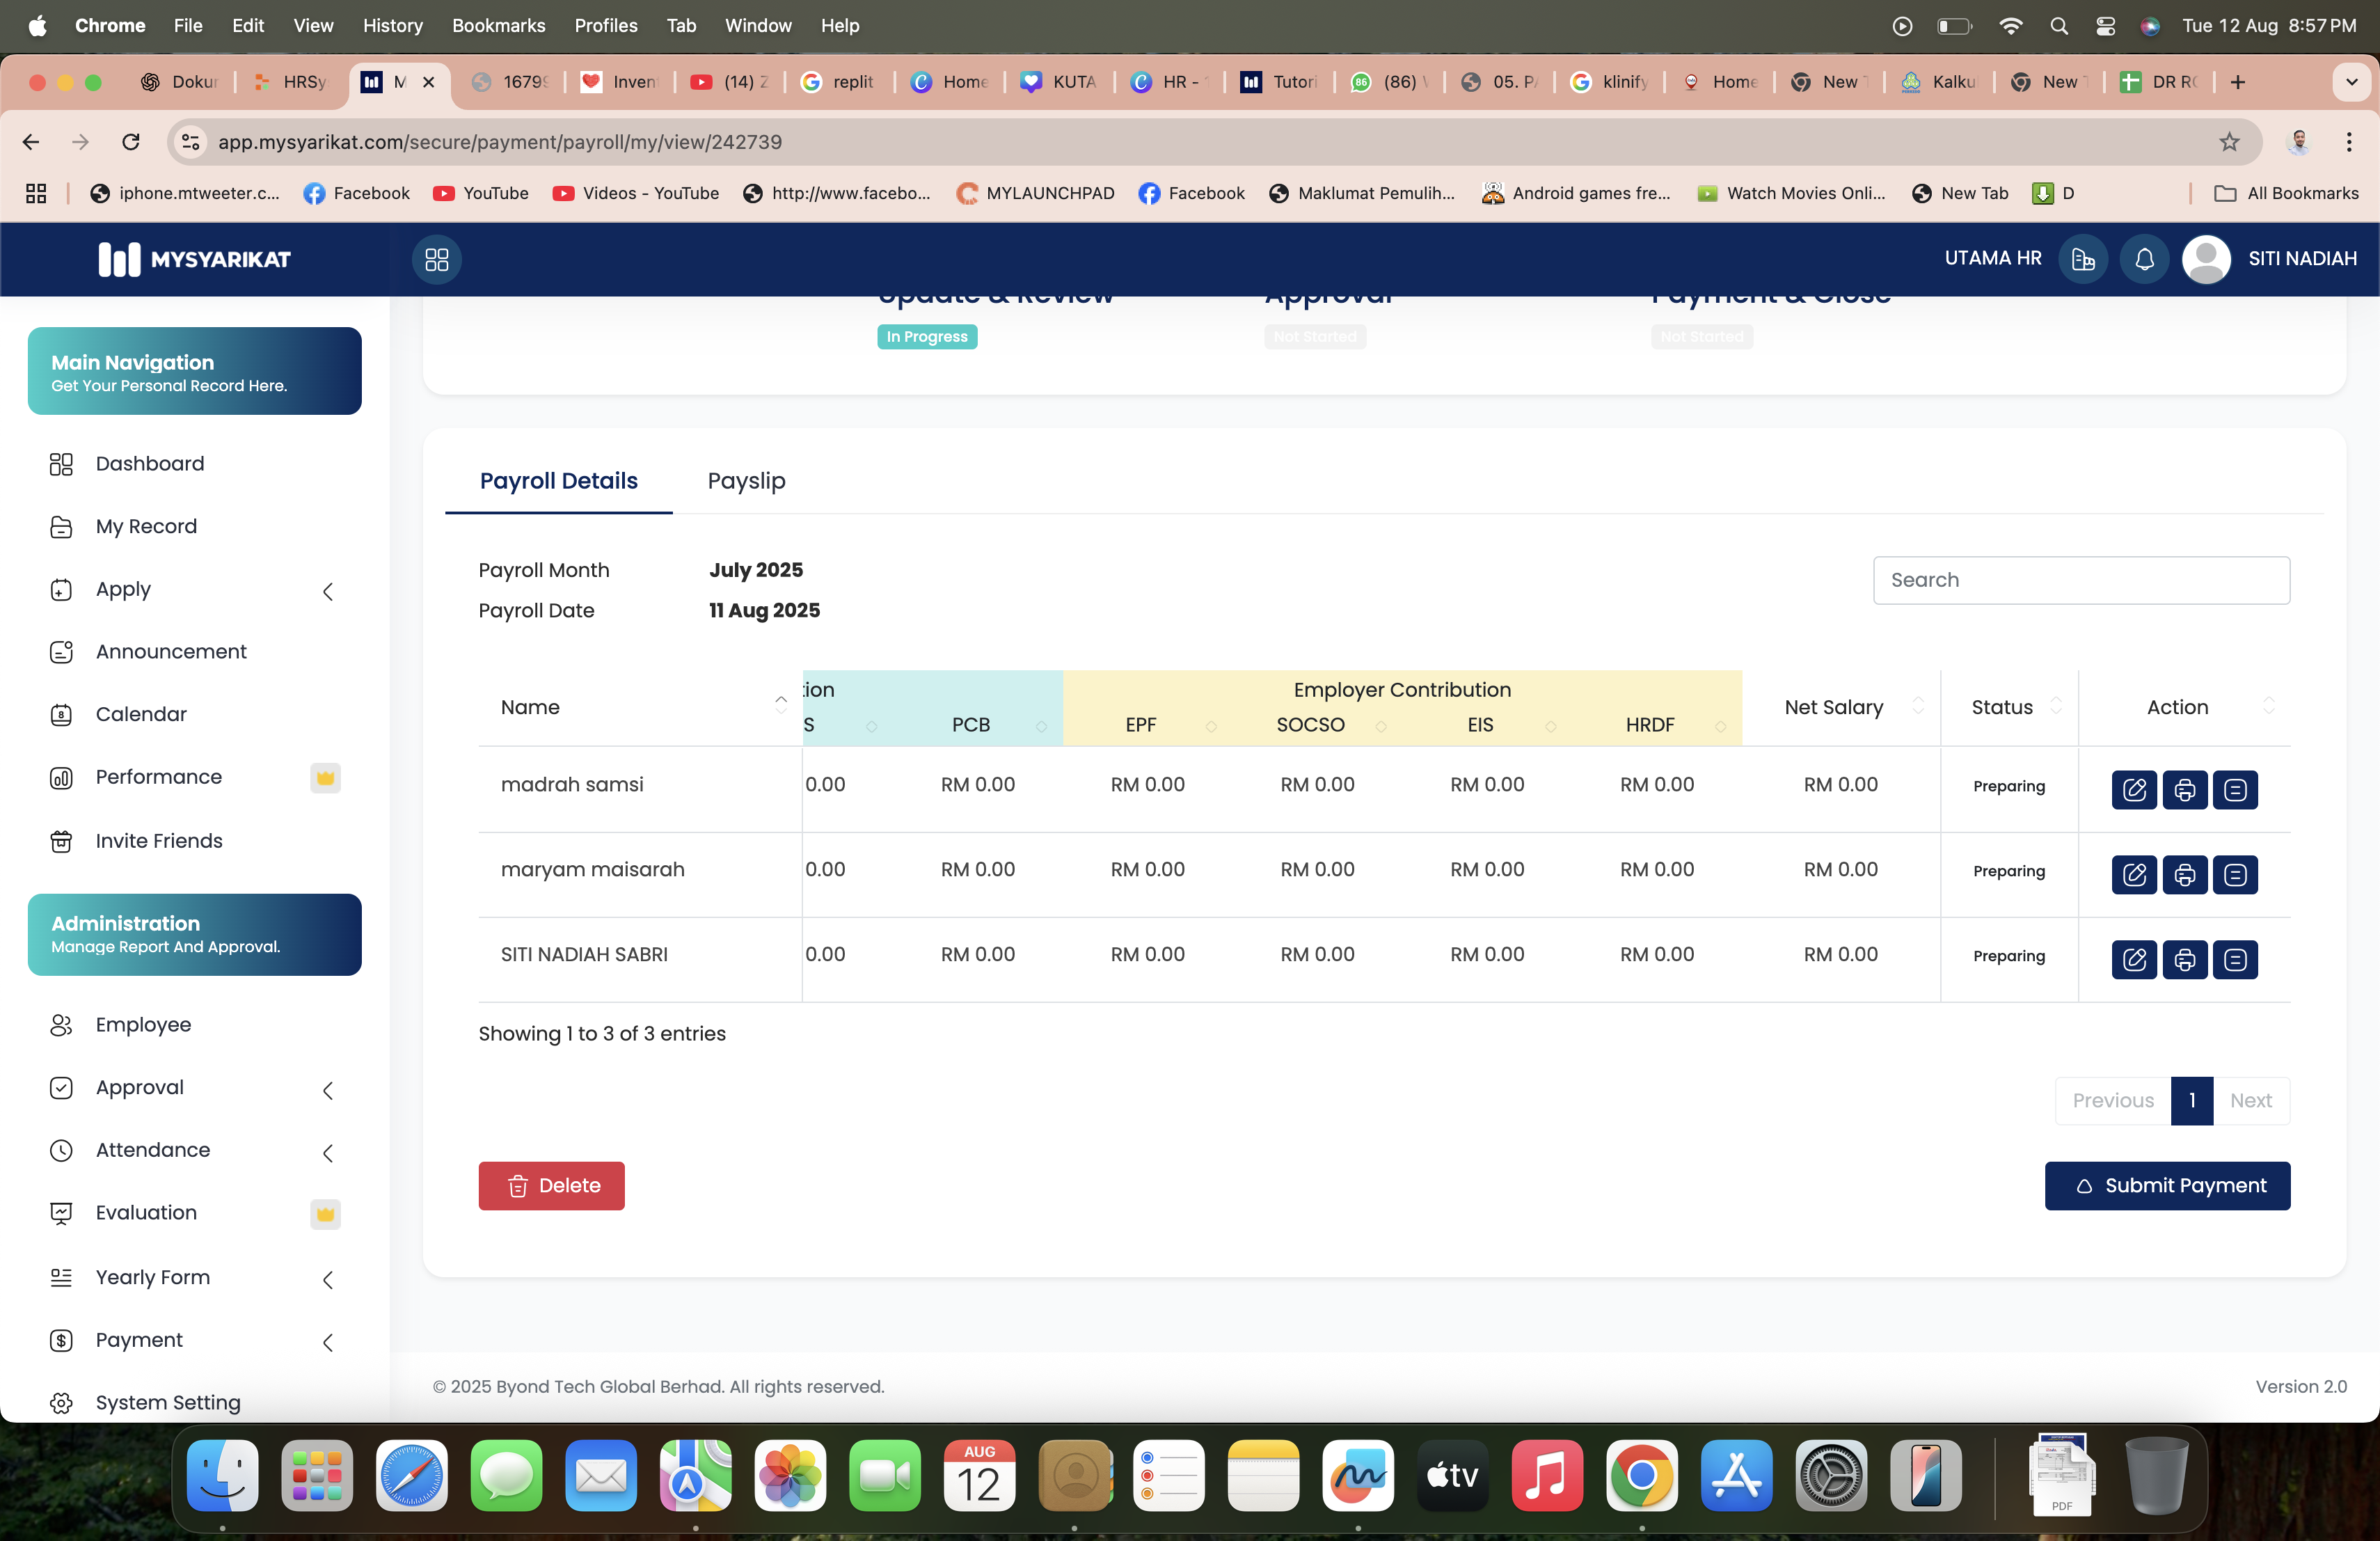 Chrome File Edit View History Bookmarks Profiles Tab Window Help Tue 12 Aug 8:57 PM
Dokur HRSy M 1679 Inven (14) Z replit Home KUTA HR - Tutori 86 (86) 05. klinify Home New Kalku New DR
app.mysyarikat.com/secure/payment/payroll/my/view/242739
iphone.mtweeter.c... Facebook YouTube Videos - YouTube http://www.facebo... MYLAUNCHPAD Facebook Maklumat Pemulih... Android games fre... Watch Movies Onli... New Tab D All Bookmarks
MYSYARIKAT UTAMA HR SITI NADIAH
Update & Review Approval Payment & Close
In Progress Not Started Not Started
Main Navigation
Get Your Personal Record Here.
Dashboard
My Record
Apply
Announcement
Calendar
Performance
Invite Friends
Administration
Manage Report And Approval.
Employee
Approval
Attendance
Evaluation
Yearly Form
Payment
System Setting
Payroll Details Payslip
Payroll Month July 2025
Payroll Date 11 Aug 2025
Search
tion Employer Contribution
Name S PCB EPF SOCSO EIS HRDF Net Salary Status Action
madrah samsi 0.00 RM 0.00 RM 0.00 RM 0.00 RM 0.00 RM 0.00 RM 0.00 Preparing
maryam maisarah 0.00 RM 0.00 RM 0.00 RM 0.00 RM 0.00 RM 0.00 RM 0.00 Preparing
SITI NADIAH SABRI 0.00 RM 0.00 RM 0.00 RM 0.00 RM 0.00 RM 0.00 RM 0.00 Preparing
Showing 1 to 3 of 3 entries
Previous 1 Next
Delete Submit Payment
© 2025 Byond Tech Global Berhad. All rights reserved. Version 2.0
AUG
12
tv
PDF